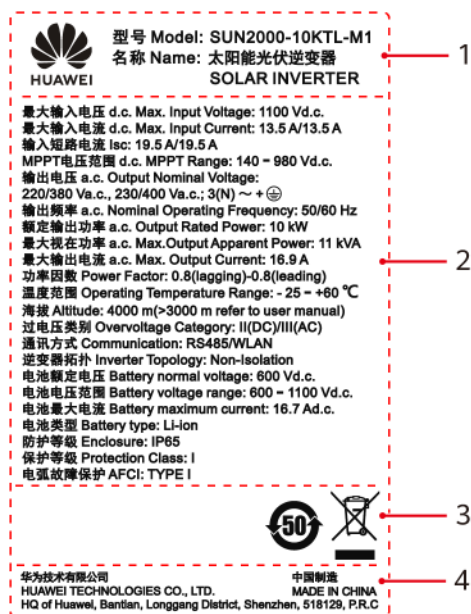 HUAWEI
型号 Model: SUN2000-10KTL-M1
名称 Name: 太阳能光伏逆变器
SOLAR INVERTER
1
最大输入电压 d.c. Max. Input Voltage: 1100 Vd.c.
最大输入电流 d.c. Max. Input Current: 13.5 A/13.5 A
输入短路电流 Isc: 19.5 A/19.5 A
MPPT电压范围 d.c. MPPT Range: 140 - 980 Vd.c.
输出电压 a.c. Output Nominal Voltage:
220/380 Va.c., 230/400 Va.c.; 3(N) ～ + ⏚
输出频率 a.c. Nominal Operating Frequency: 50/60 Hz
额定输出功率 a.c. Output Rated Power: 10 kW
最大视在功率 a.c. Max.Output Apparent Power: 11 kVA
最大输出电流 a.c. Max. Output Current: 16.9 A
功率因数 Power Factor: 0.8(lagging)-0.8(leading)
温度范围 Operating Temperature Range: - 25 - +60 ℃
海拔 Altitude: 4000 m(>3000 m refer to user manual)
过电压类别 Overvoltage Category: II(DC)/III(AC)
通讯方式 Communication: RS485/WLAN
逆变器拓扑 Inverter Topology: Non-Isolation
电池额定电压 Battery normal voltage: 600 Vd.c.
电池电压范围 Battery voltage range: 600 - 1100 Vd.c.
电池最大电流 Battery maximum current: 16.7 Ad.c.
电池类型 Battery type: Li-ion
防护等级 Enclosure: IP65
保护等级 Protection Class: I
电弧故障保护 AFCI: TYPE I
2
50
3
华为技术有限公司 中国制造
HUAWEI TECHNOLOGIES CO., LTD. MADE IN CHINA
HQ of Huawei, Bantian, Longgang District, Shenzhen, 518129, P.R.C
4